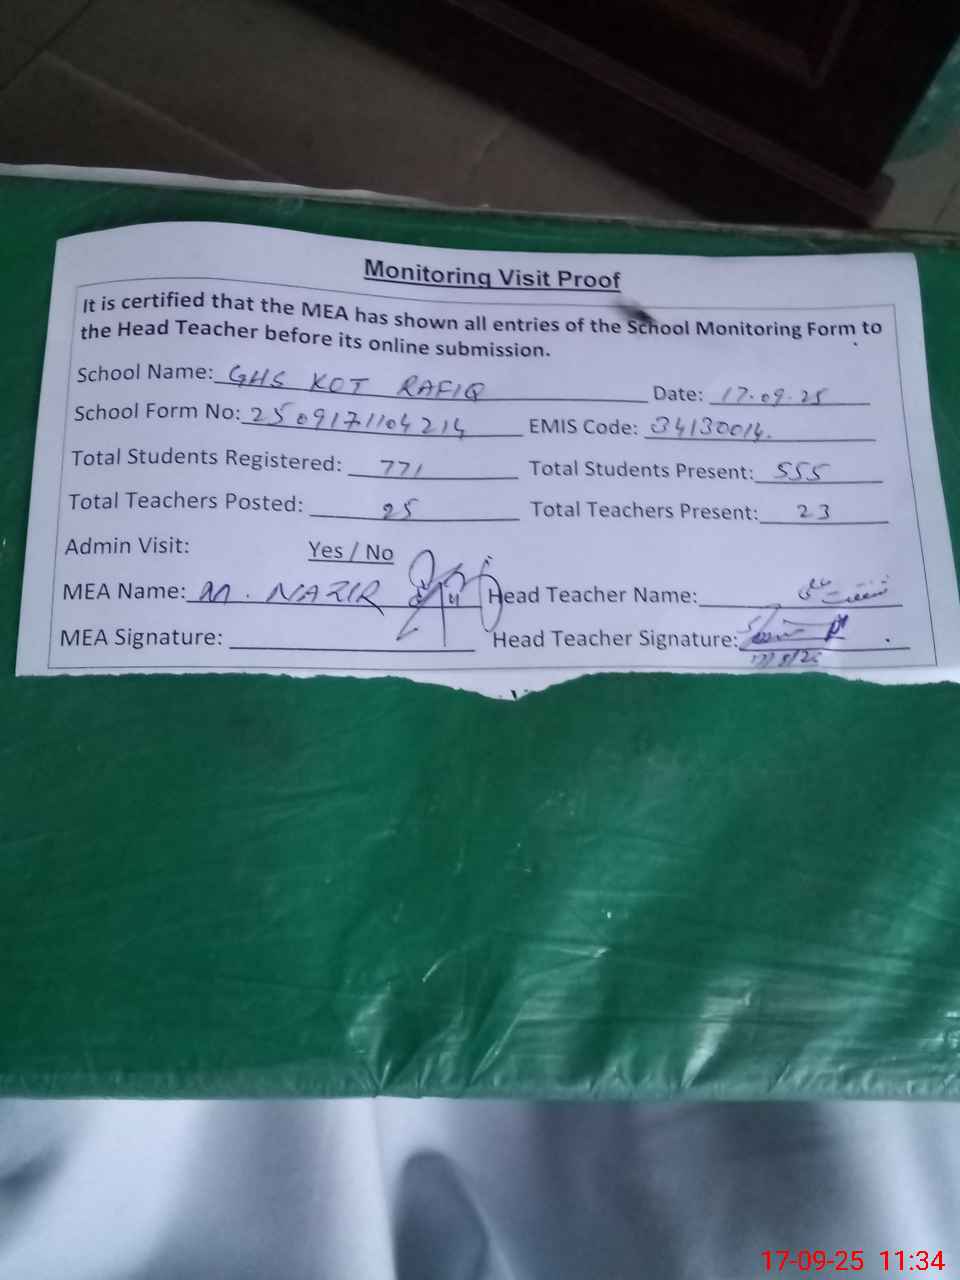 Monitoring Visit Proof
It is certified that the MEA has shown all entries of the School Monitoring Form to
the Head Teacher before its online submission.
School Name: GHS KOT RAFIQ Date: 17.09.25
School Form No: 2509171104214 EMIS Code: 34130014.
Total Students Registered: 771 Total Students Present: 555
Total Teachers Posted: 25 Total Teachers Present: 23
Admin Visit: Yes / No
MEA Name: M. NAZIR Head Teacher Name:
MEA Signature: Head Teacher Signature:
17-09-25 11:34